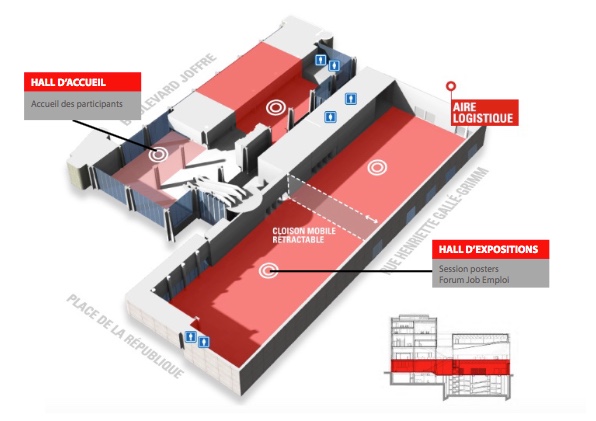 BOULEVARD JOFFRE
HALL D'ACCUEIL
Accueil des participants
AIRE
LOGISTIQUE
CLOISON MOBILE
RÉTRACTABLE
RUE HENRIETTE GALLÉ-GRIMM
HALL D'EXPOSITIONS
Session posters
Forum Job Emploi
PLACE DE LA RÉPUBLIQUE